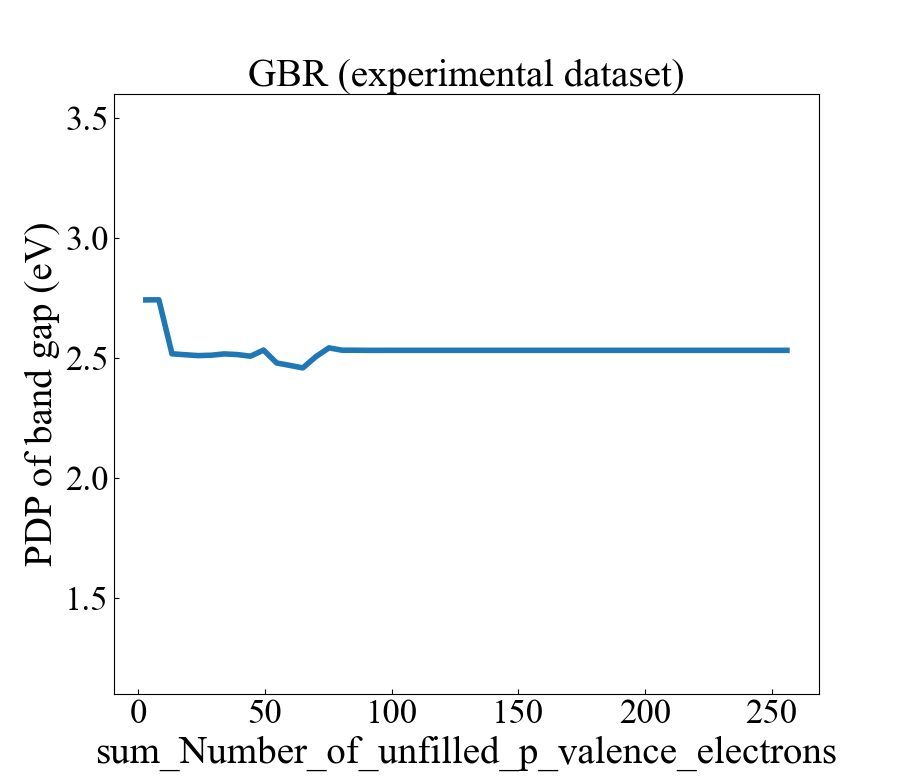 GBR (experimental dataset)
PDP of band gap (eV)
3.5
3.0
2.5
2.0
1.5
0 50 100 150 200 250
sum_Number_of_unfilled_p_valence_electrons